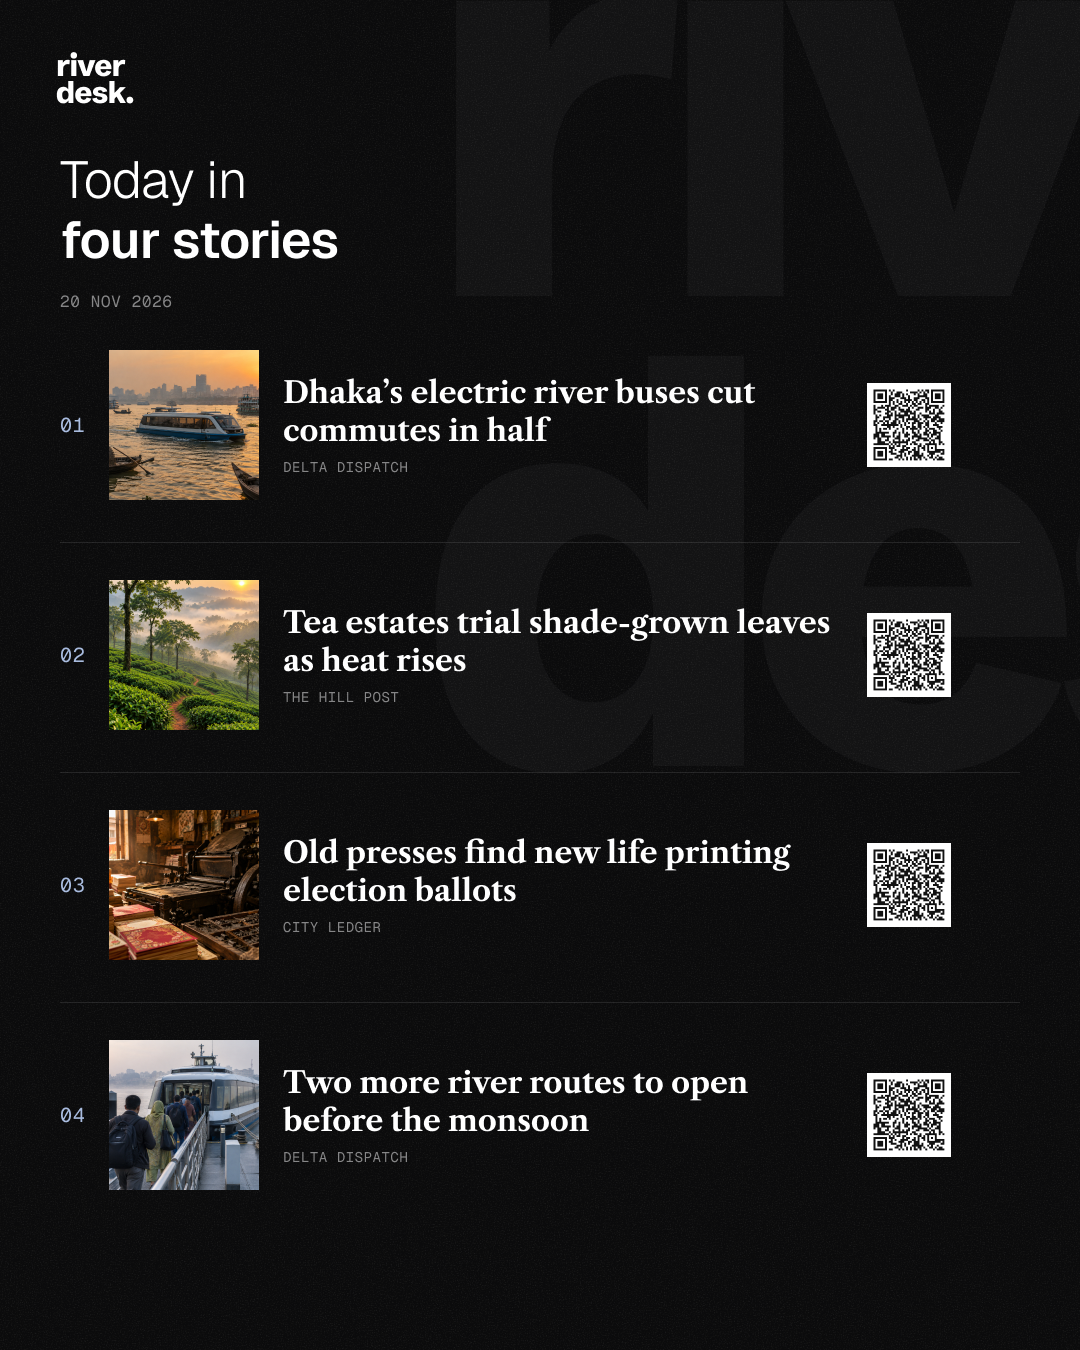 river
desk.
Today in
four stories
20 NOV 2026
01
Dhaka’s electric river buses cut
commutes in half
DELTA DISPATCH
02
Tea estates trial shade-grown leaves
as heat rises
THE HILL POST
03
Old presses find new life printing
election ballots
CITY LEDGER
04
Two more river routes to open
before the monsoon
DELTA DISPATCH
riv
de